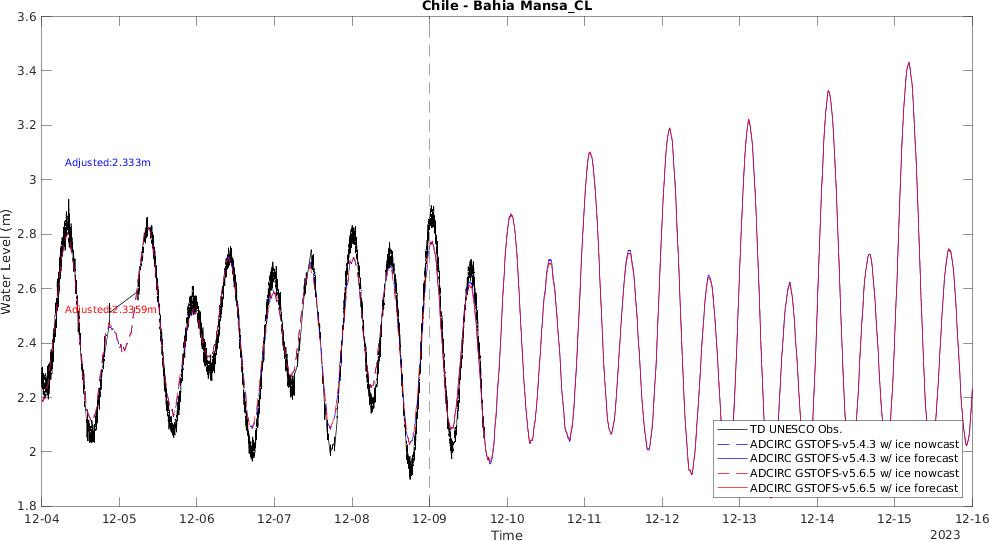 Chile - Bahia Mansa_CL
3.6
3.4
3.2
3
2.8
2.6
2.4
2.2
2
1.8
Water Level (m)
Adjusted:2.333m
Adjusted:2.3359m
TD UNESCO Obs.
ADCIRC GSTOFS-v5.4.3 w/ ice nowcast
ADCIRC GSTOFS-v5.4.3 w/ ice forecast
ADCIRC GSTOFS-v5.6.5 w/ ice nowcast
ADCIRC GSTOFS-v5.6.5 w/ ice forecast
12-04 12-05 12-06 12-07 12-08 12-09 12-10 12-11 12-12 12-13 12-14 12-15 12-16
Time
2023